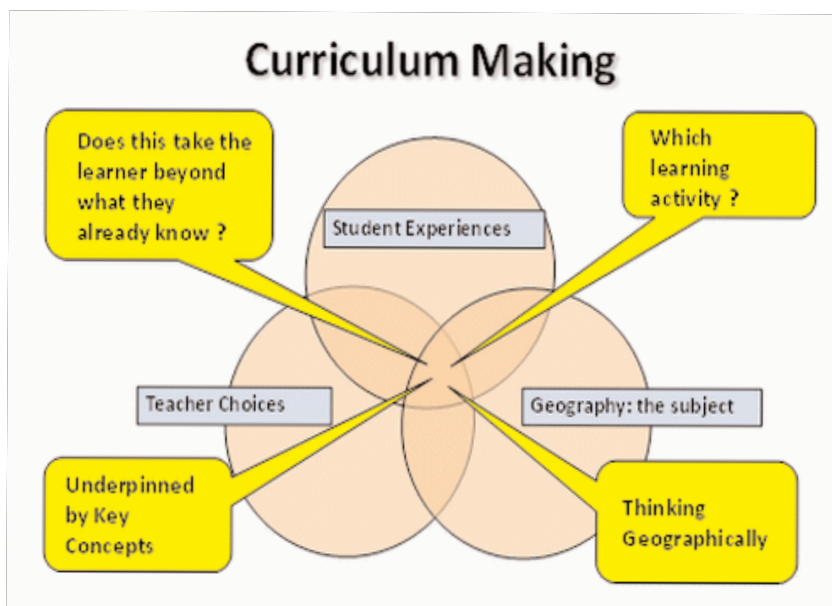 Curriculum Making
Does this take the
learner beyond
what they
already know ?
Which
learning
activity ?
Student Experiences
Teacher Choices
Geography: the subject
Underpinned
by Key
Concepts
Thinking
Geographically